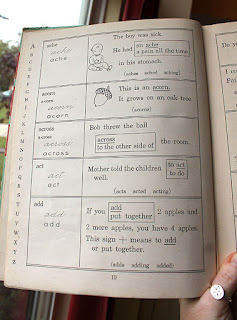 A
B
C
D
E
F
G
H
I
J
K
L
M
N
O
P
Q
R
S
T
U
V
W
X
Y
Z
ache
ache
ache
The boy was sick.
He had an ache
a pain all the time
in his stomach.
(aches ached aching)
acorn
a-corn
acorn
acorn
This is an acorn.
It grows on an oak tree.
(acorns)
across
a-cross
across
across
Bob threw the ball
across
to the other side of the room.
act
act
act
Mother told the children to act
to do
well.
(acts acted acting)
add
add
add
If you add
put together 2 apples and
2 more apples, you have 4 apples.
This sign + means to add
or put together.
(adds adding added)